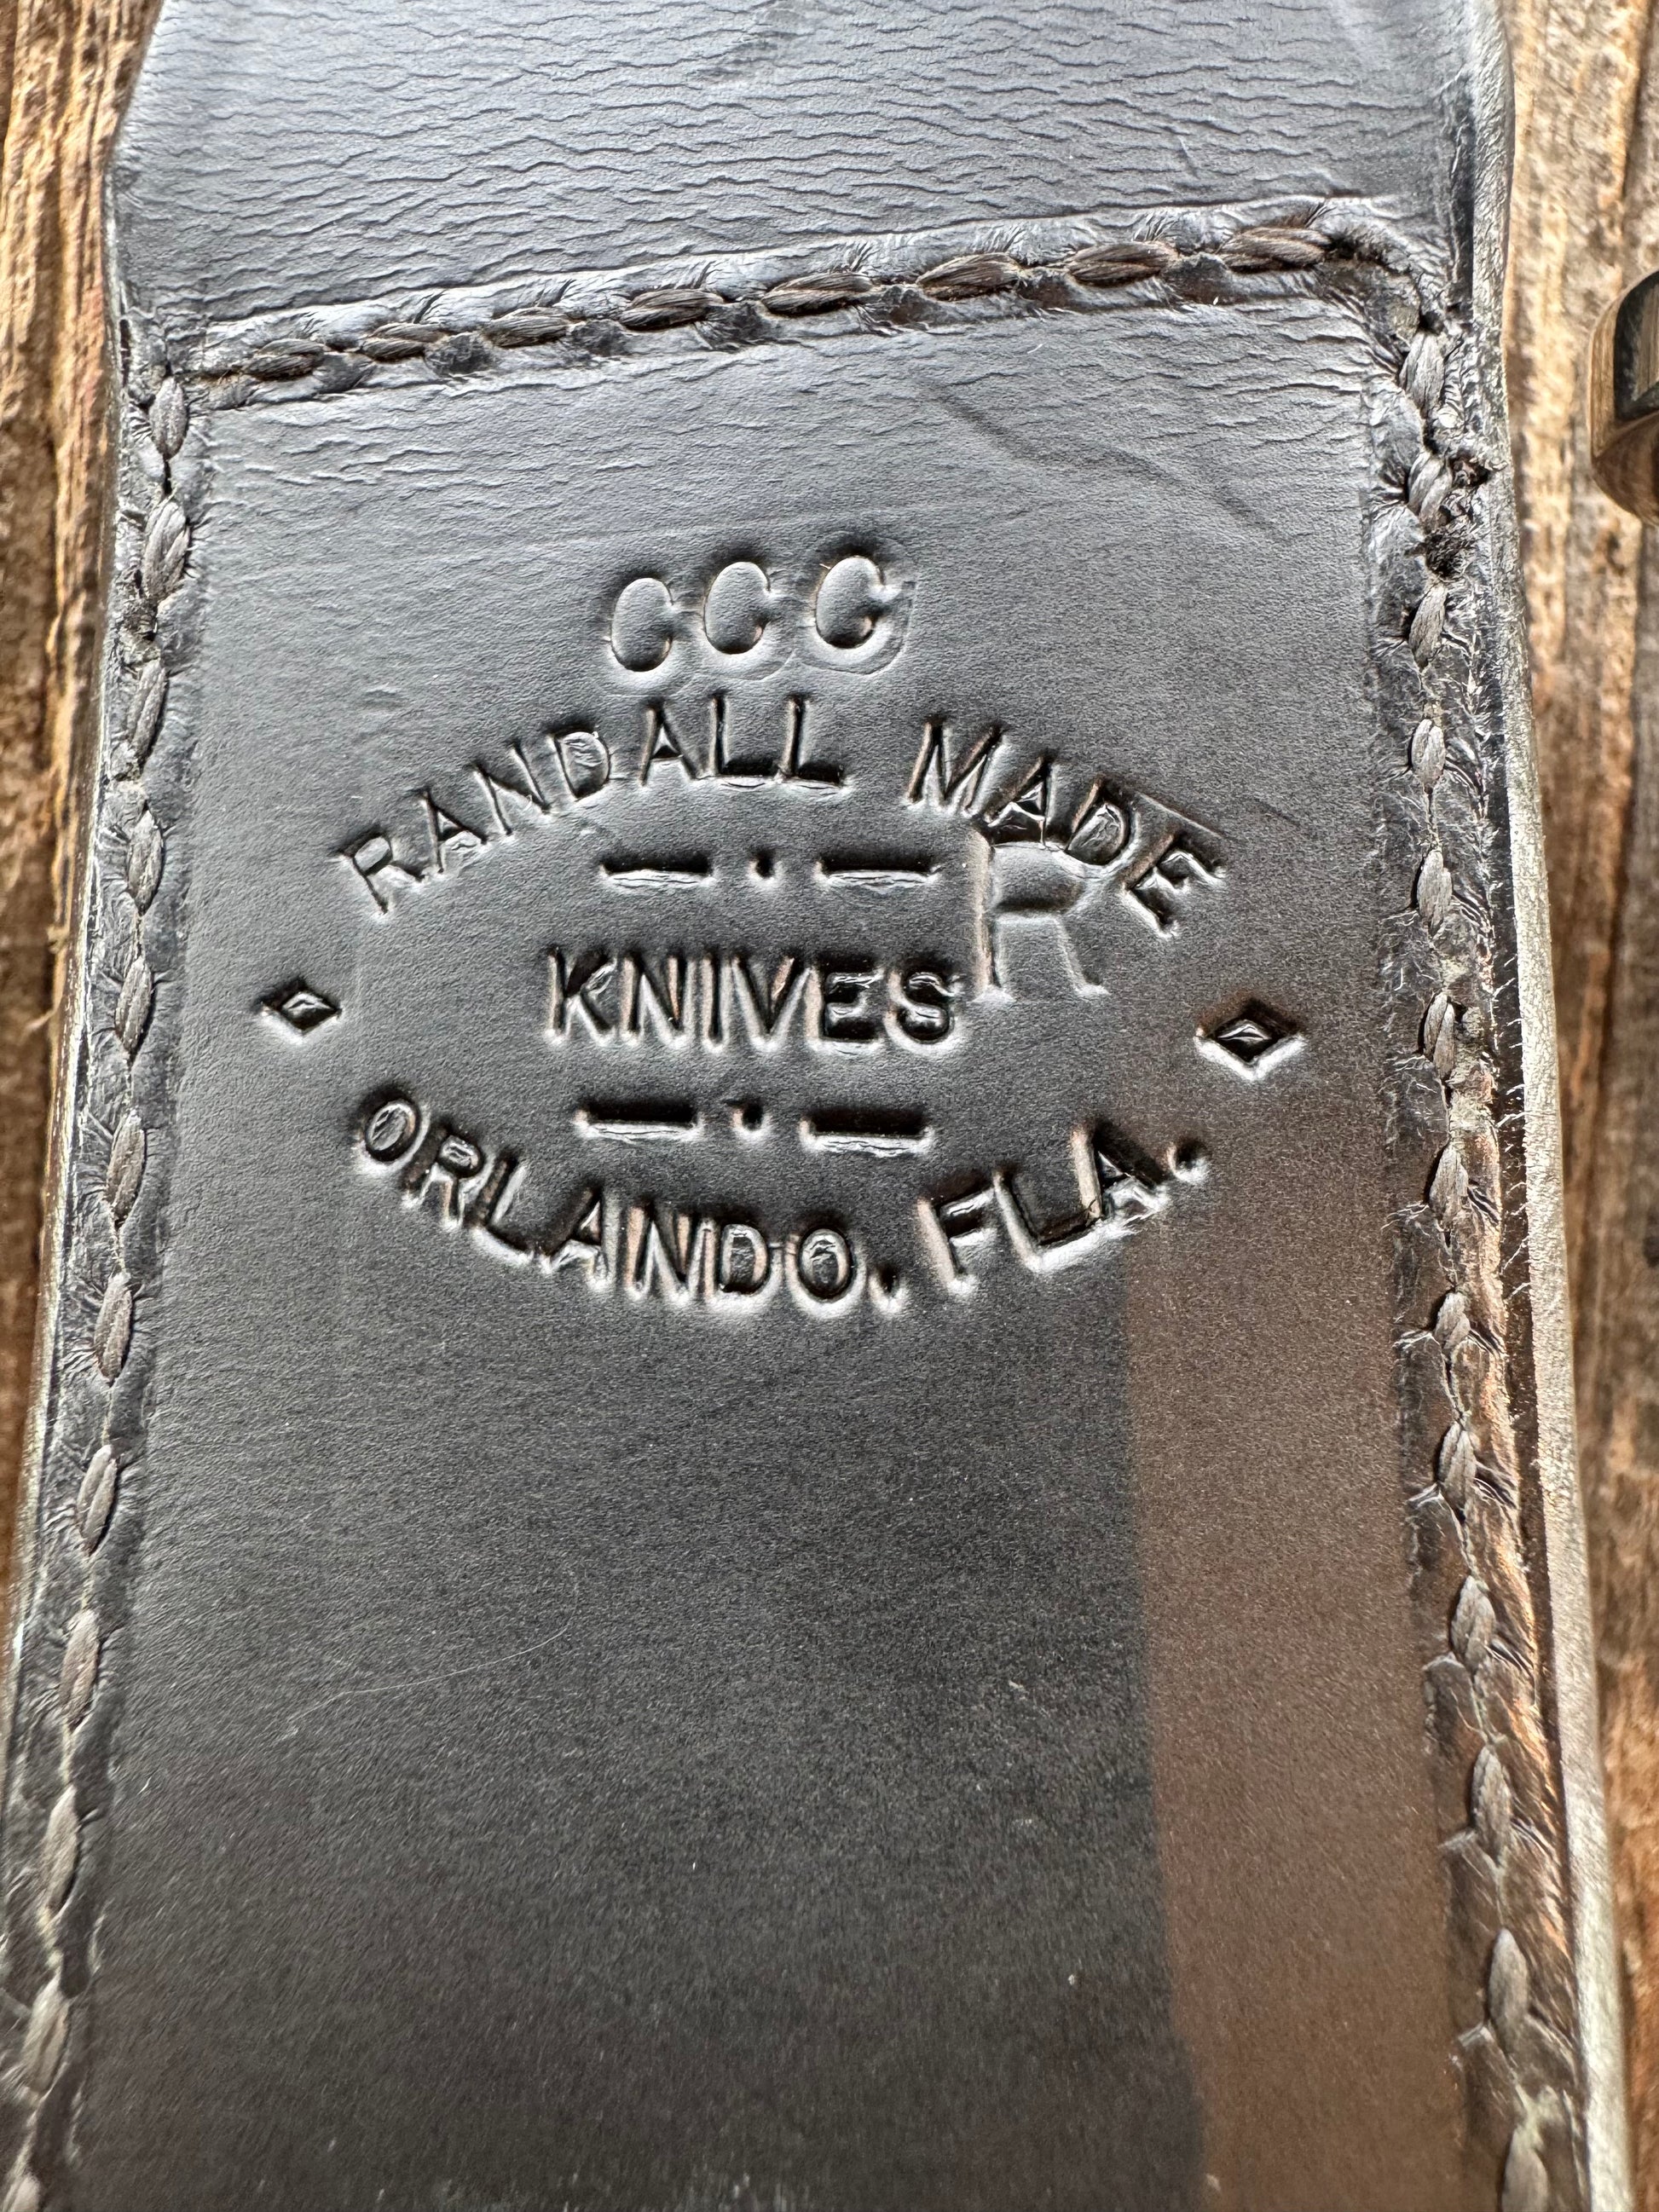 CCC
RANDALL MADE
R
KNIVES
ORLANDO. FLA.